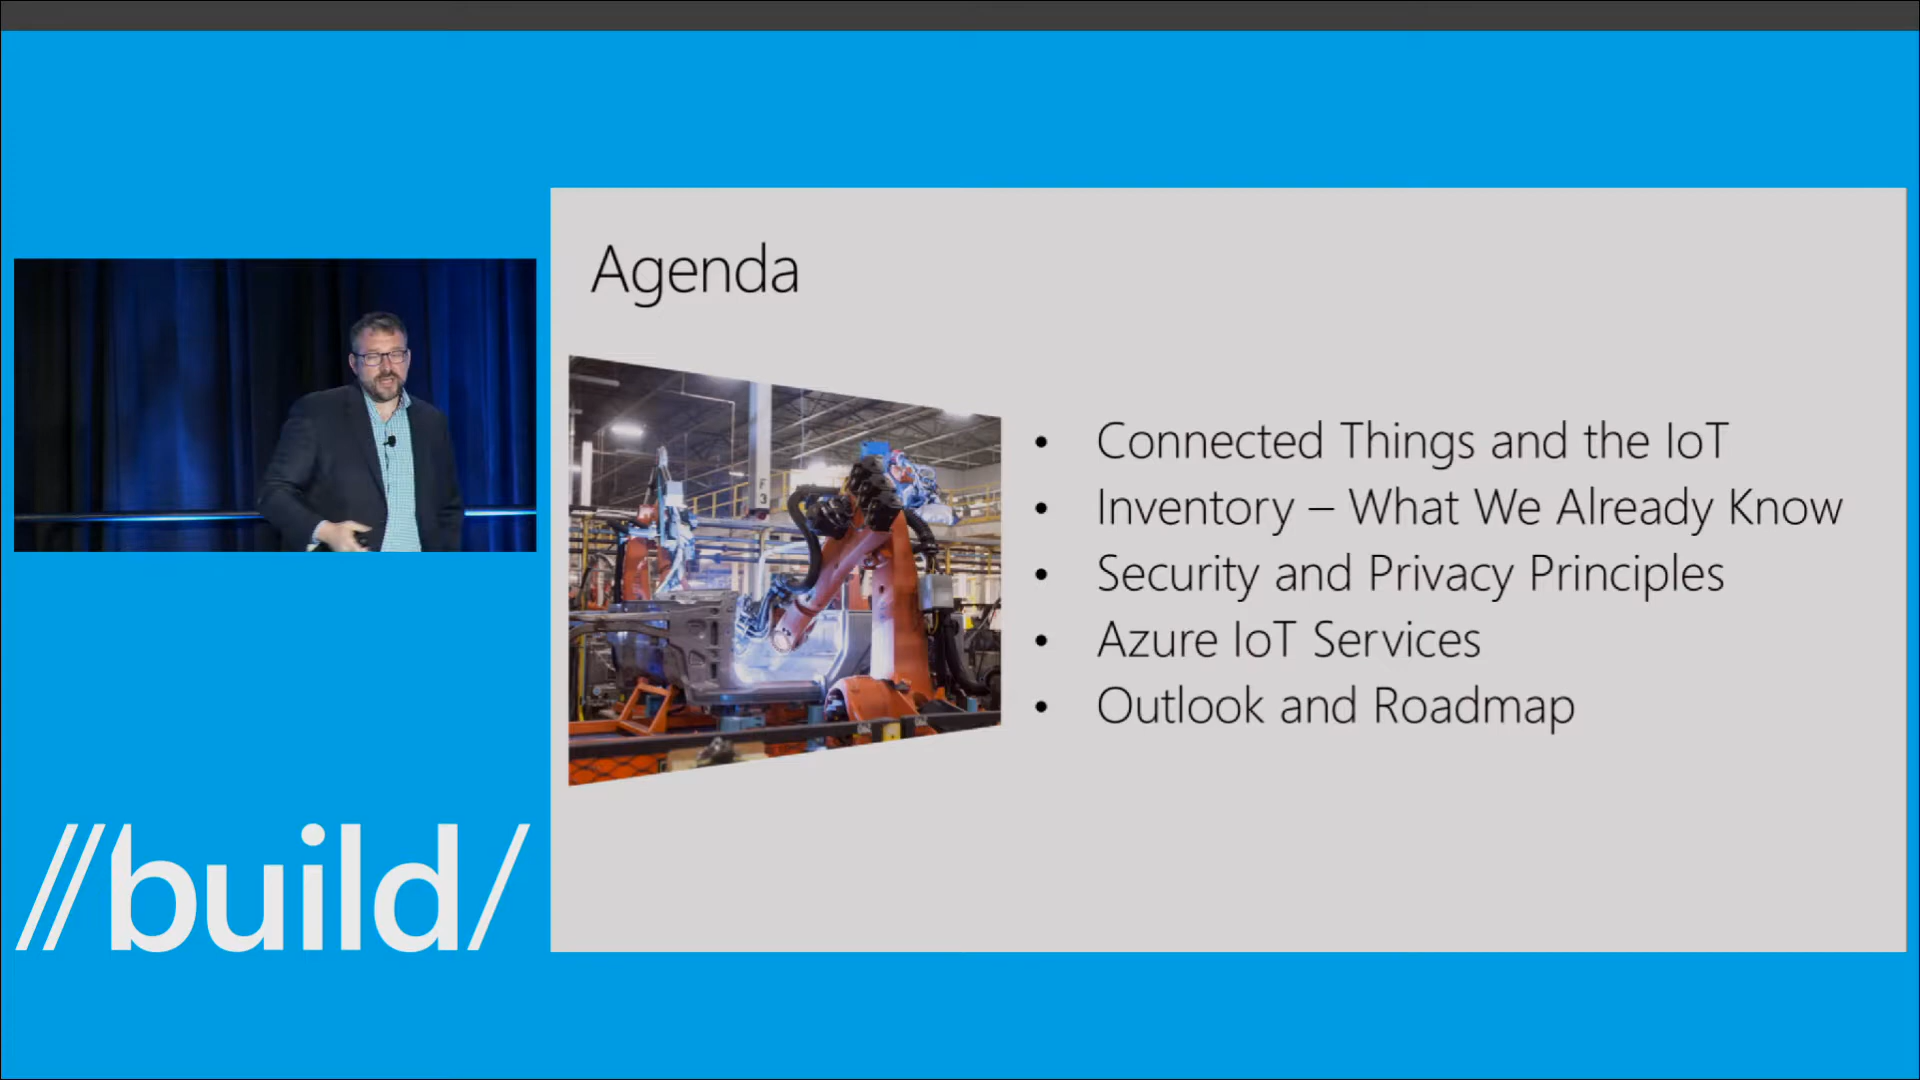 Agenda
• Connected Things and the IoT
• Inventory – What We Already Know
• Security and Privacy Principles
• Azure IoT Services
• Outlook and Roadmap
F
3
//build/